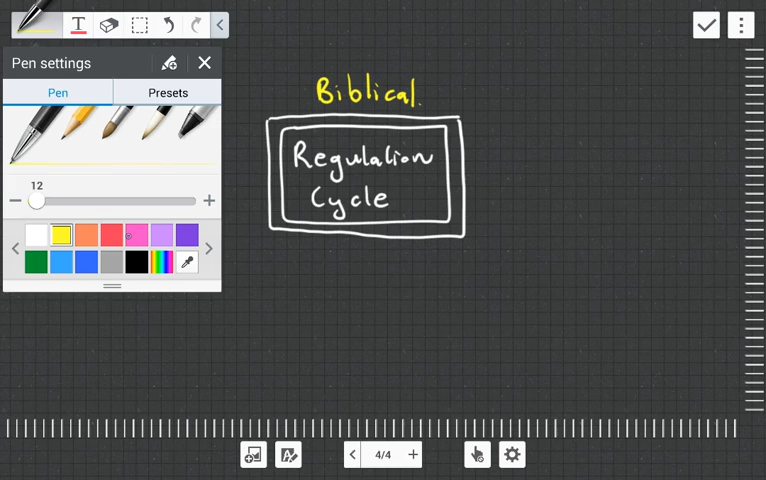 T
Pen settings
Pen
Presets
12
Biblical.
Regulation
Cycle
4/4